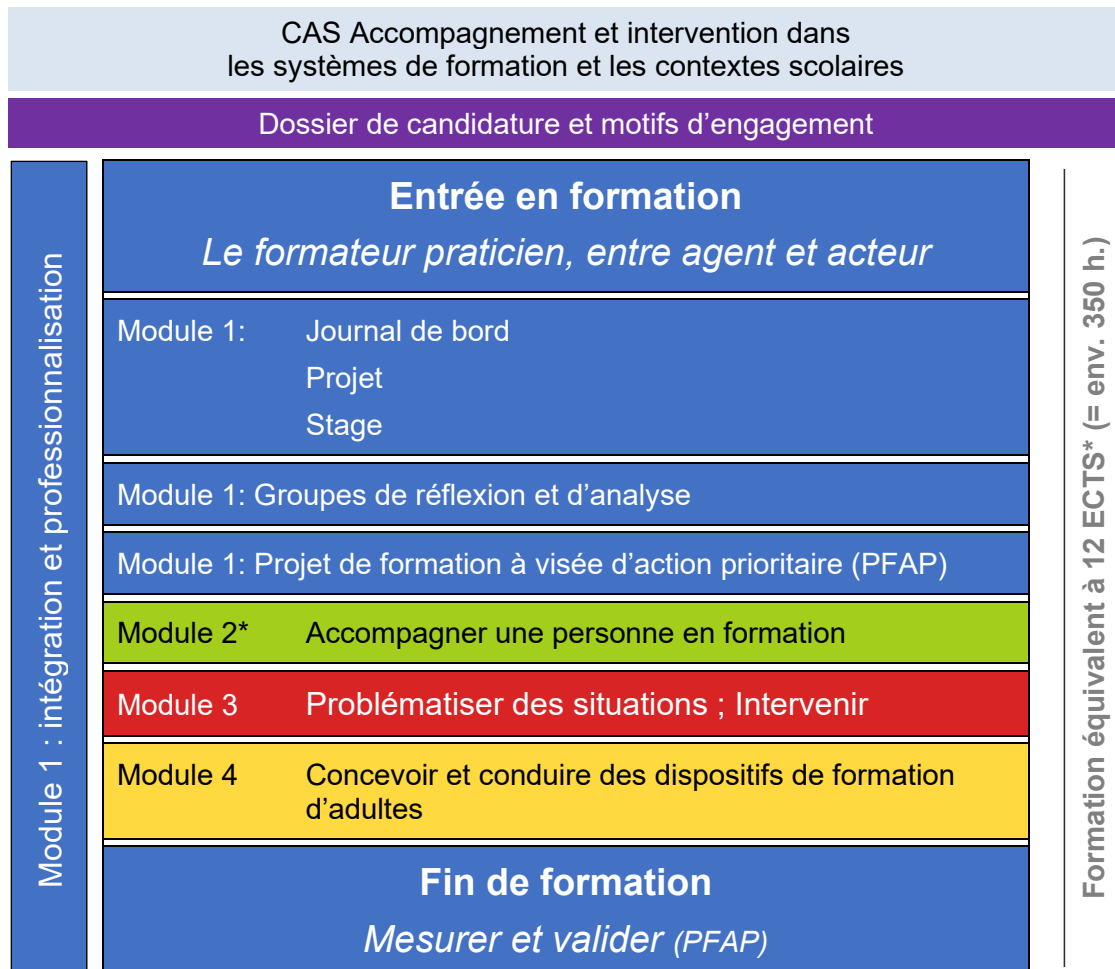 CAS Accompagnement et intervention dans
les systèmes de formation et les contextes scolaires
Dossier de candidature et motifs d’engagement
Module 1 : intégration et professionnalisation
Entrée en formation
Le formateur praticien, entre agent et acteur
Module 1: Journal de bord
Projet
Stage
Module 1: Groupes de réflexion et d’analyse
Module 1: Projet de formation à visée d’action prioritaire (PFAP)
Module 2* Accompagner une personne en formation
Module 3 Problématiser des situations ; Intervenir
Module 4 Concevoir et conduire des dispositifs de formation
d’adultes
Fin de formation
Mesurer et valider (PFAP)
Formation équivalent à 12 ECTS* (= env. 350 h.)